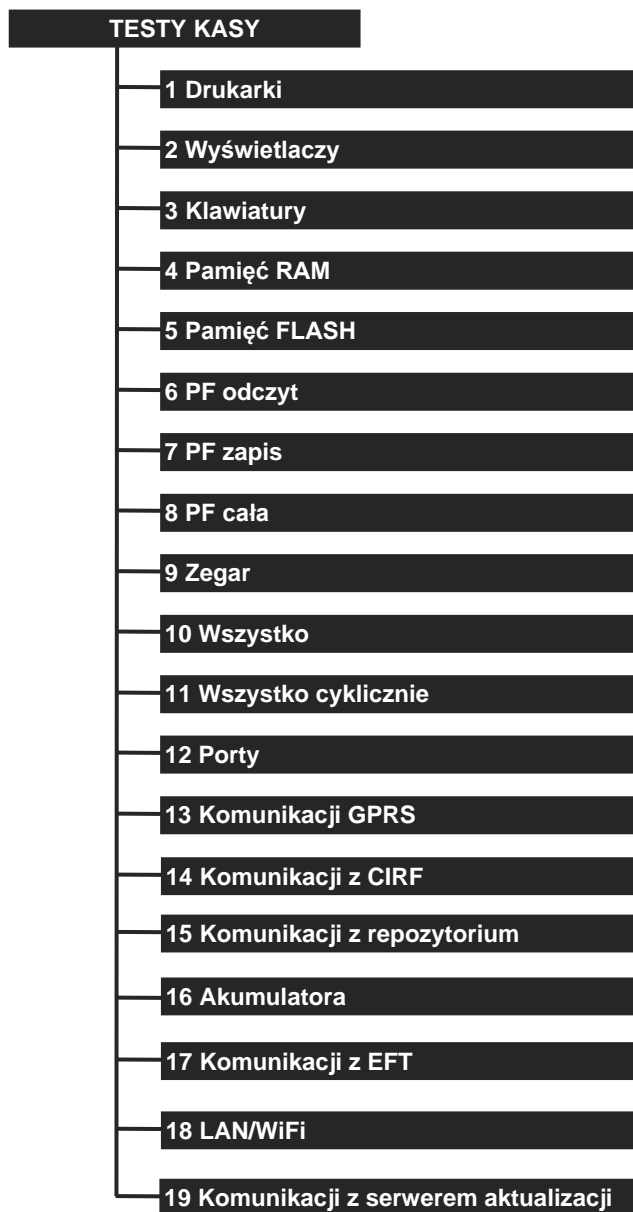 TESTY KASY
1 Drukarki
2 Wyświetlaczy
3 Klawiatury
4 Pamięć RAM
5 Pamięć FLASH
6 PF odczyt
7 PF zapis
8 PF cała
9 Zegar
10 Wszystko
11 Wszystko cyklicznie
12 Porty
13 Komunikacji GPRS
14 Komunikacji z CIRF
15 Komunikacji z repozytorium
16 Akumulatora
17 Komunikacji z EFT
18 LAN/WiFi
19 Komunikacji z serwerem aktualizacji